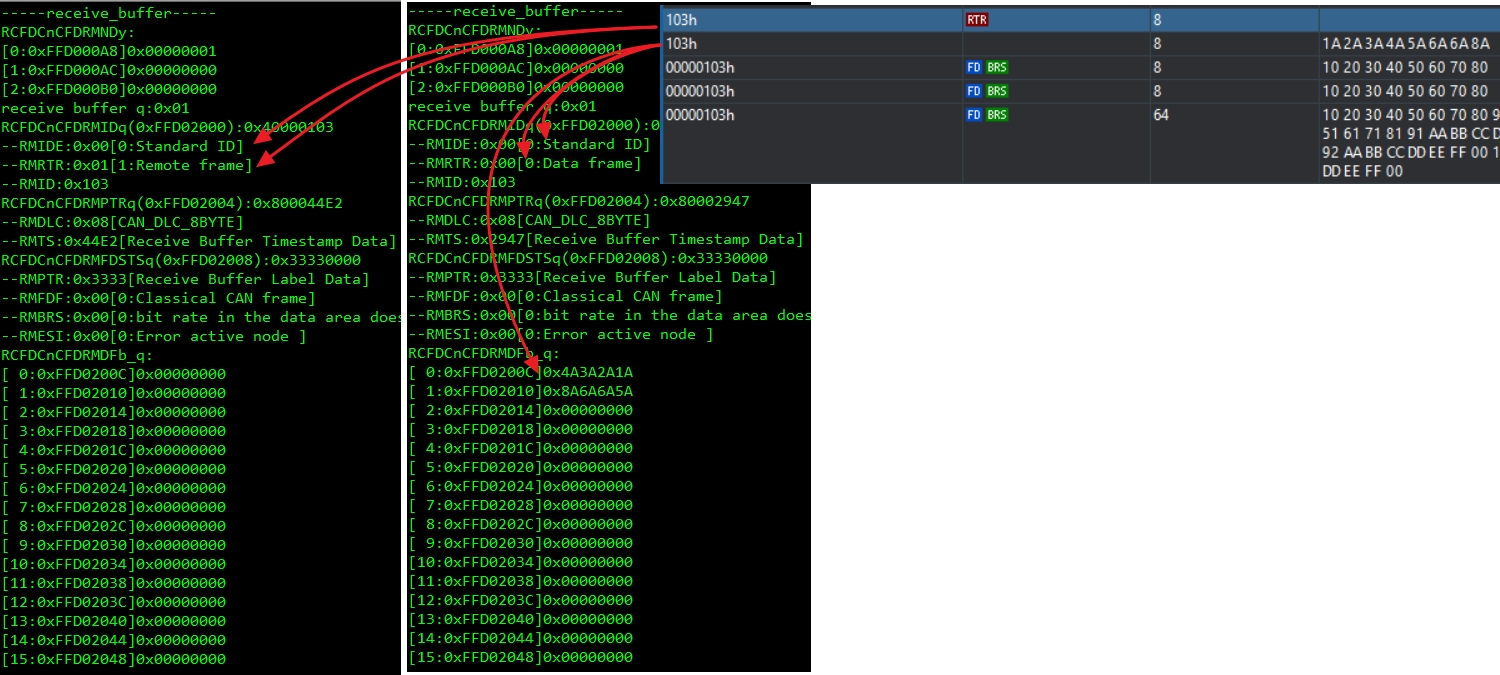 -----receive_buffer-----
RCFDCnCFDRMNDy:
[0:0xFFD000A8]0x00000001
[1:0xFFD000AC]0x00000000
[2:0xFFD000B0]0x00000000
receive buffer q:0x01
RCFDCnCFDRMIDq(0xFFD02000):0x40000103
--RMIDE:0x00[0:Standard ID]
--RMRTR:0x01[1:Remote frame]
--RMID:0x103
RCFDCnCFDRMPTRq(0xFFD02004):0x800044E2
--RMDLC:0x08[CAN_DLC_8BYTE]
--RMTS:0x44E2[Receive Buffer Timestamp Data]
RCFDCnCFDRMFDSTSq(0xFFD02008):0x33330000
--RMPTR:0x3333[Receive Buffer Label Data]
--RMFDF:0x00[0:Classical CAN frame]
--RMBRS:0x00[0:bit rate in the data area does
--RMESI:0x00[0:Error active node ]
RCFDCnCFDRMDFb_q:
[ 0:0xFFD0200C]0x00000000
[ 1:0xFFD02010]0x00000000
[ 2:0xFFD02014]0x00000000
[ 3:0xFFD02018]0x00000000
[ 4:0xFFD0201C]0x00000000
[ 5:0xFFD02020]0x00000000
[ 6:0xFFD02024]0x00000000
[ 7:0xFFD02028]0x00000000
[ 8:0xFFD0202C]0x00000000
[ 9:0xFFD02030]0x00000000
[10:0xFFD02034]0x00000000
[11:0xFFD02038]0x00000000
[12:0xFFD0203C]0x00000000
[13:0xFFD02040]0x00000000
[14:0xFFD02044]0x00000000
[15:0xFFD02048]0x00000000
-----receive_buffer-----
RCFDCnCFDRMNDy:
[0:0xFFD000A8]0x00000001
[1:0xFFD000AC]0x00000000
[2:0xFFD000B0]0x00000000
receive buffer q:0x01
RCFDCnCFDRMIDq(0xFFD02000):0
--RMIDE:0x00[0:Standard ID]
--RMRTR:0x00[0:Data frame]
--RMID:0x103
RCFDCnCFDRMPTRq(0xFFD02004):0x80002947
--RMDLC:0x08[CAN_DLC_8BYTE]
--RMTS:0x2947[Receive Buffer Timestamp Data]
RCFDCnCFDRMFDSTSq(0xFFD02008):0x33330000
--RMPTR:0x3333[Receive Buffer Label Data]
--RMFDF:0x00[0:Classical CAN frame]
--RMBRS:0x00[0:bit rate in the data area does
--RMESI:0x00[0:Error active node ]
RCFDCnCFDRMDFb_q:
[ 0:0xFFD0200C]0x4A3A2A1A
[ 1:0xFFD02010]0x8A6A6A5A
[ 2:0xFFD02014]0x00000000
[ 3:0xFFD02018]0x00000000
[ 4:0xFFD0201C]0x00000000
[ 5:0xFFD02020]0x00000000
[ 6:0xFFD02024]0x00000000
[ 7:0xFFD02028]0x00000000
[ 8:0xFFD0202C]0x00000000
[ 9:0xFFD02030]0x00000000
[10:0xFFD02034]0x00000000
[11:0xFFD02038]0x00000000
[12:0xFFD0203C]0x00000000
[13:0xFFD02040]0x00000000
[14:0xFFD02044]0x00000000
[15:0xFFD02048]0x00000000
103h RTR 8
103h 8 1A 2A 3A 4A 5A 6A 6A 8A
00000103h FD BRS 8 10 20 30 40 50 60 70 80
00000103h FD BRS 8 10 20 30 40 50 60 70 80
00000103h FD BRS 64 10 20 30 40 50 60 70 80 9
51 61 71 81 91 AA BB CC D
92 AA BB CC DD EE FF 00 1
DD EE FF 00